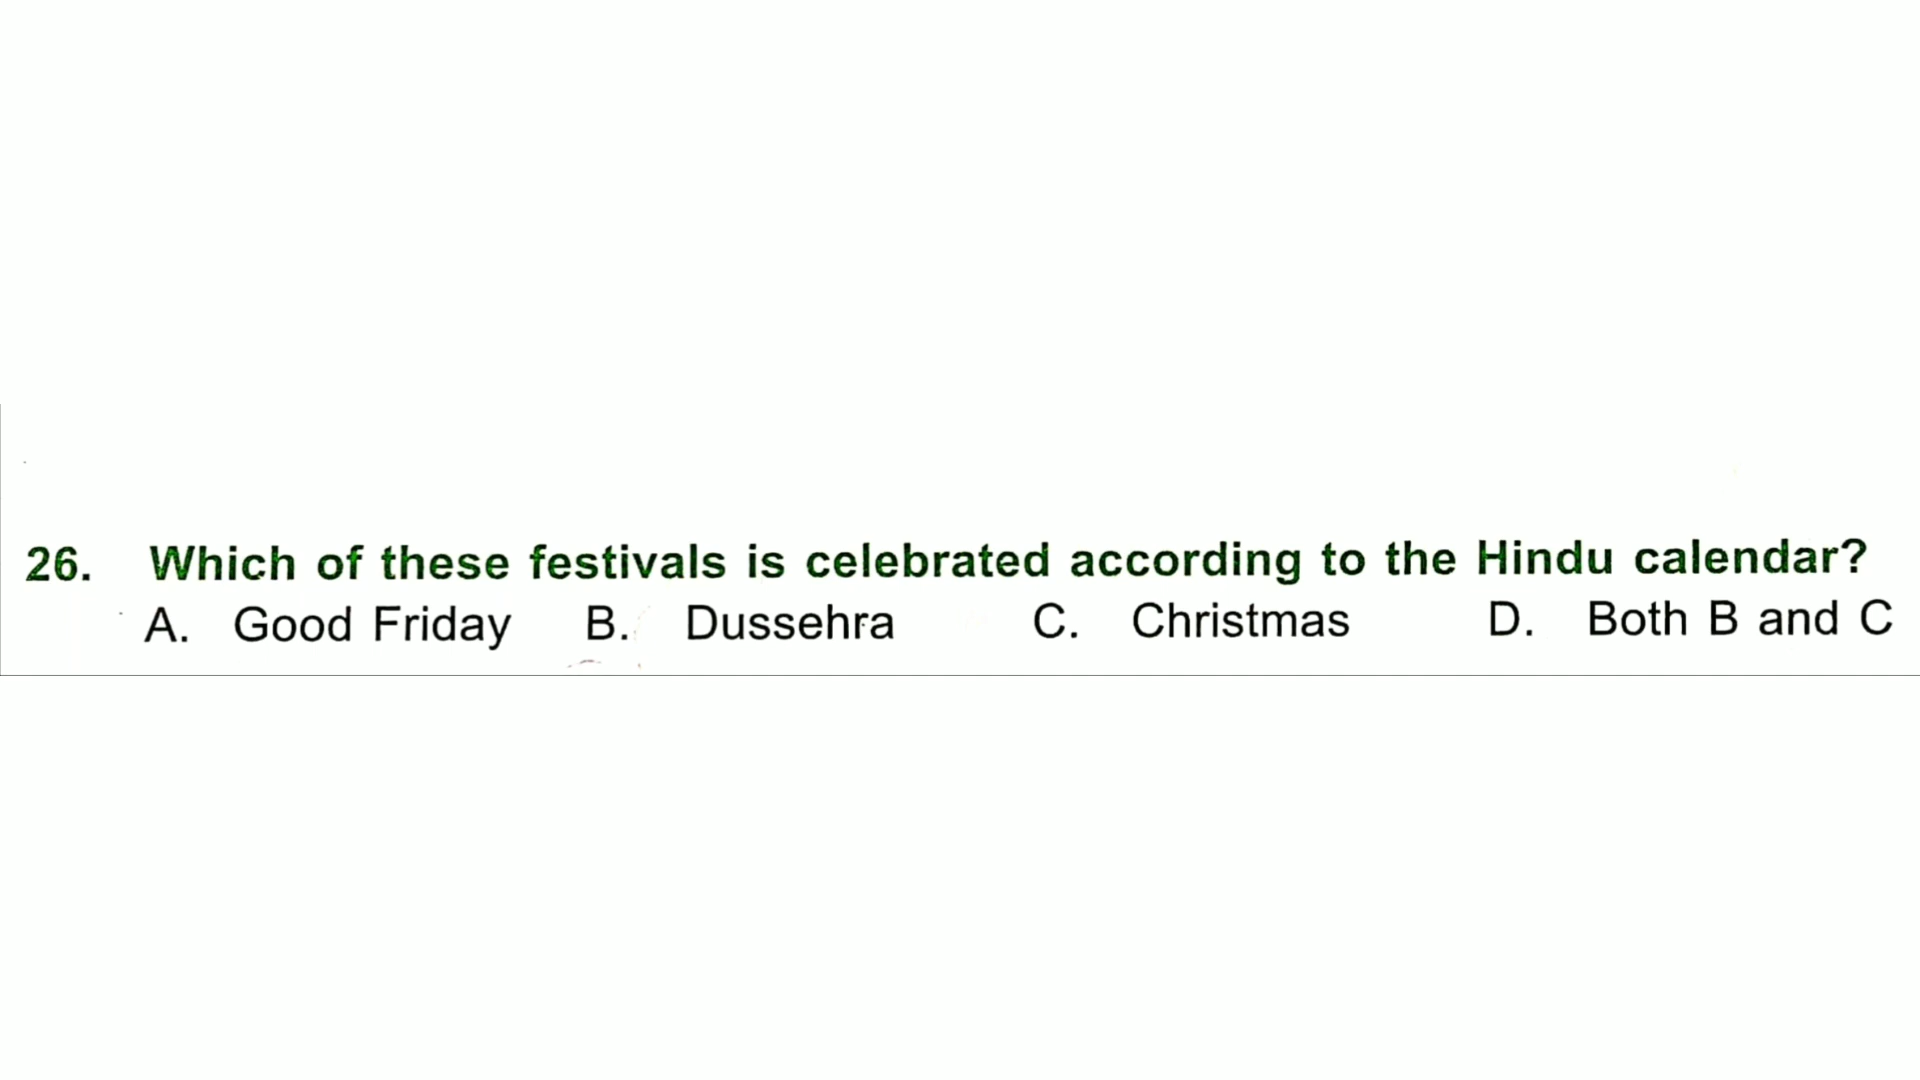 26. Which of these festivals is celebrated according to the Hindu calendar?
A. Good Friday B. Dussehra C. Christmas D. Both B and C